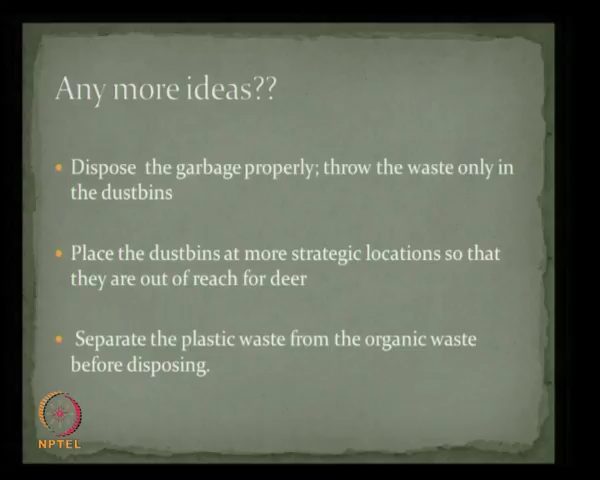 Any more ideas??
• Dispose the garbage properly; throw the waste only in
the dustbins
• Place the dustbins at more strategic locations so that
they are out of reach for deer
• Separate the plastic waste from the organic waste
before disposing.
NPTEL